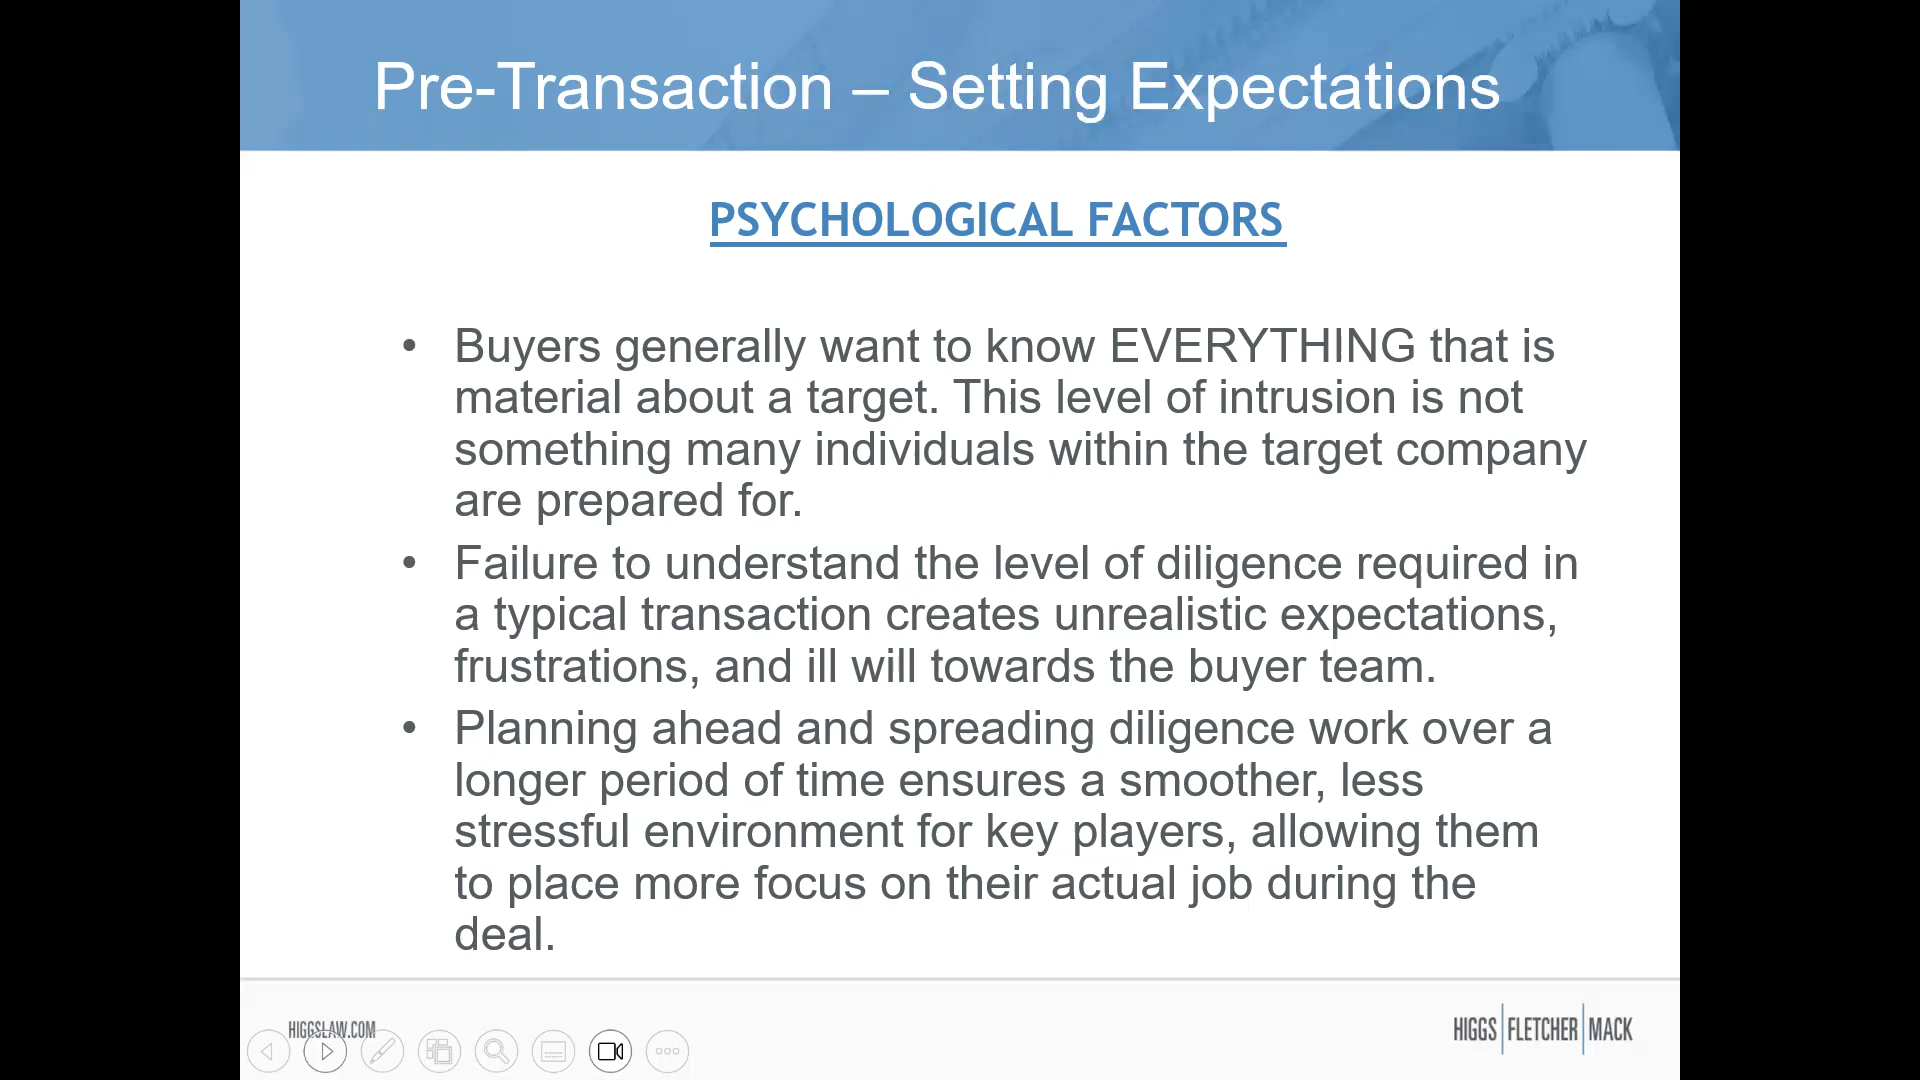 Pre-Transaction – Setting Expectations
PSYCHOLOGICAL FACTORS
• Buyers generally want to know EVERYTHING that is
material about a target. This level of intrusion is not
something many individuals within the target company
are prepared for.
• Failure to understand the level of diligence required in
a typical transaction creates unrealistic expectations,
frustrations, and ill will towards the buyer team.
• Planning ahead and spreading diligence work over a
longer period of time ensures a smoother, less
stressful environment for key players, allowing them
to place more focus on their actual job during the
deal.
HIGGSLAW.COM
HIGGS FLETCHER MACK